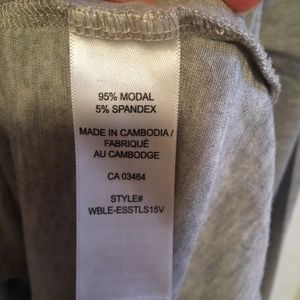 95% MODAL
5% SPANDEX
MADE IN CAMBODIA /
FABRIQUÉ
AU CAMBODGE
CA 03464
STYLE#
WBLE-ESSTLS15V